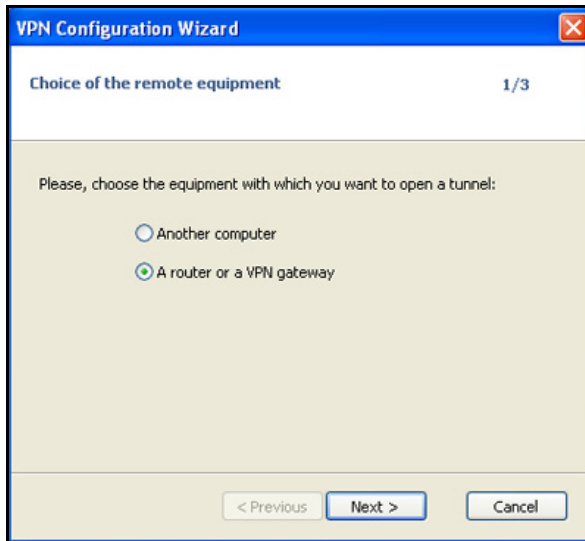 VPN Configuration Wizard
Choice of the remote equipment 1/3
Please, choose the equipment with which you want to open a tunnel:
Another computer
A router or a VPN gateway
< Previous Next > Cancel